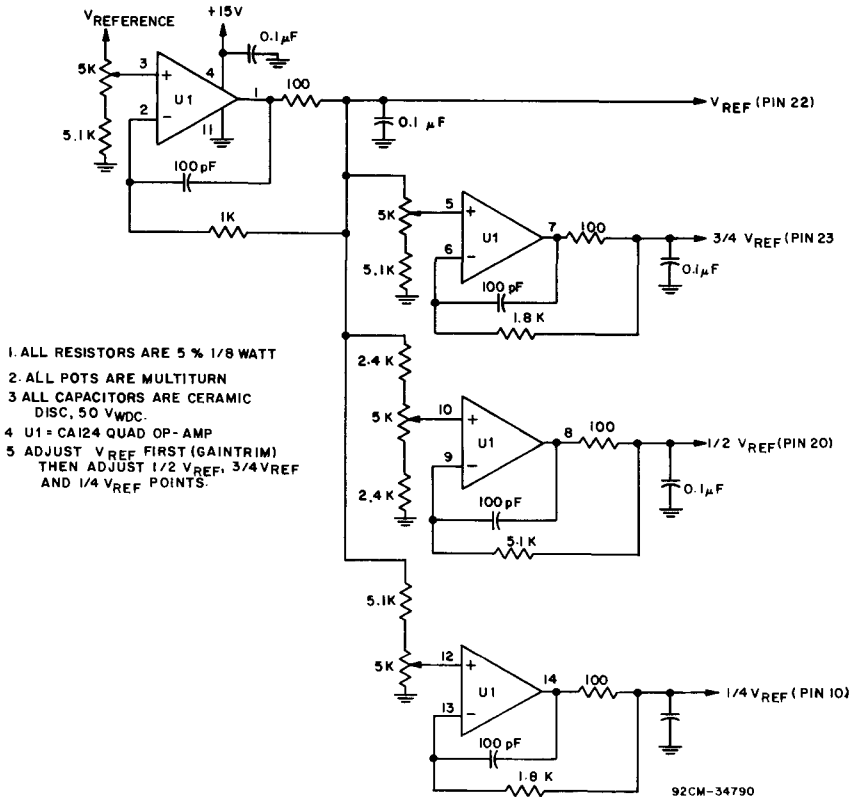 VREFERENCE
+15V
0.1µF
5K
3
+
4
1
100
U1
2
−
11
5.1K
100pF
0.1 µF
VREF (PIN 22)
1K
5K
5
+
7
100
U1
6
−
3/4 VREF (PIN 23
5.1K
0.1µF
100 pF
1.8 K
1. ALL RESISTORS ARE 5 % 1/8 WATT
2. ALL POTS ARE MULTITURN
3 ALL CAPACITORS ARE CERAMIC
DISC, 50 VWDC.
4 U1 = CA124 QUAD OP-AMP
5 ADJUST VREF FIRST (GAINTRIM)
THEN ADJUST 1/2 VREF, 3/4 VREF
AND 1/4 VREF POINTS.
2.4K
5K
10
+
8
100
U1
9
−
1/2 VREF (PIN 20)
2.4K
0.1µF
100pF
5.1 K
5.1K
5K
12
+
14
100
U1
13
−
1/4 VREF (PIN 10)
100 pF
1.8 K
92CM-34790